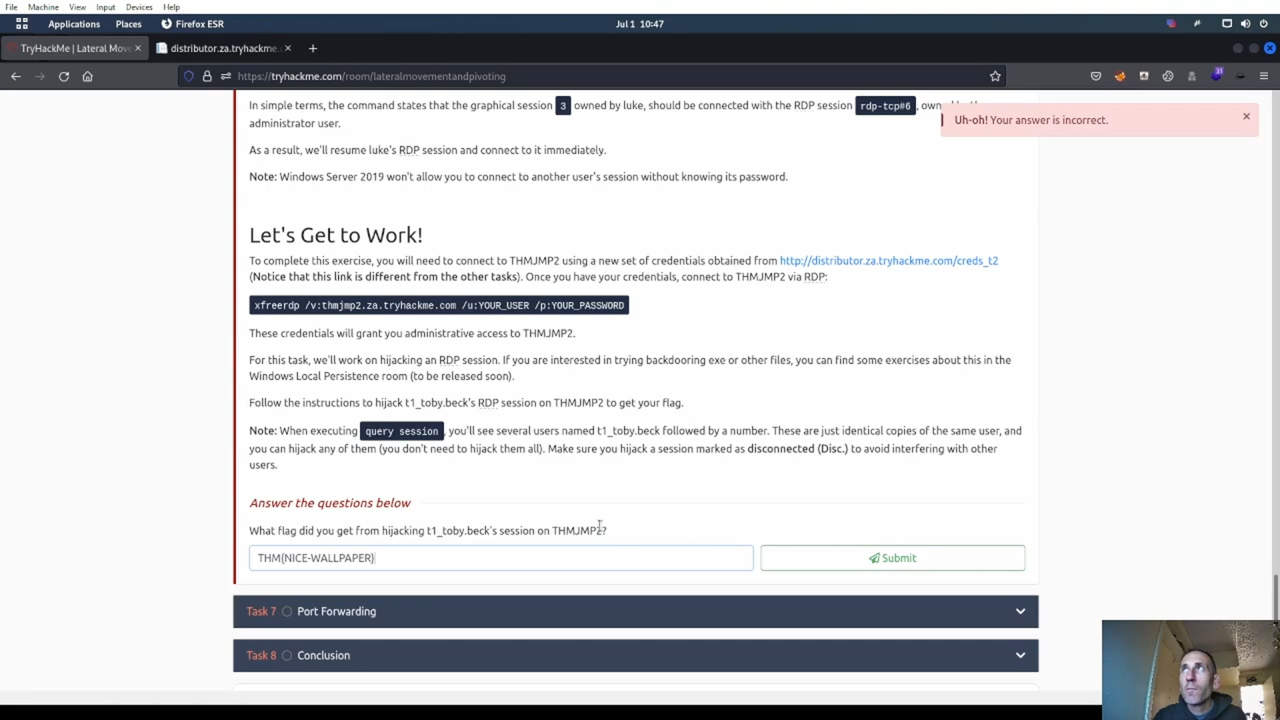 File Machine View Input Devices Help
Applications Places Firefox ESR Jul 1 10:47
TryHackMe | Lateral Mov × distributor.za.tryhackme. × +
https://tryhackme.com/room/lateralmovementandpivoting
31
In simple terms, the command states that the graphical session 3 owned by luke, should be connected with the RDP session rdp-tcp#6, own
administrator user.
Uh-oh! Your answer is incorrect. ×
As a result, we'll resume luke's RDP session and connect to it immediately.
Note: Windows Server 2019 won't allow you to connect to another user's session without knowing its password.
Let's Get to Work!
To complete this exercise, you will need to connect to THMJMP2 using a new set of credentials obtained from http://distributor.za.tryhackme.com/creds_t2
(Notice that this link is different from the other tasks). Once you have your credentials, connect to THMJMP2 via RDP:
xfreerdp /v:thmjmp2.za.tryhackme.com /u:YOUR_USER /p:YOUR_PASSWORD
These credentials will grant you administrative access to THMJMP2.
For this task, we'll work on hijacking an RDP session. If you are interested in trying backdooring exe or other files, you can find some exercises about this in the
Windows Local Persistence room (to be released soon).
Follow the instructions to hijack t1_toby.beck's RDP session on THMJMP2 to get your flag.
Note: When executing query session, you'll see several users named t1_toby.beck followed by a number. These are just identical copies of the same user, and
you can hijack any of them (you don't need to hijack them all). Make sure you hijack a session marked as disconnected (Disc.) to avoid interfering with other
users.
Answer the questions below
What flag did you get from hijacking t1_toby.beck's session on THMJMP2?
THM{NICE-WALLPAPER}
Submit
Task 7 Port Forwarding
Task 8 Conclusion